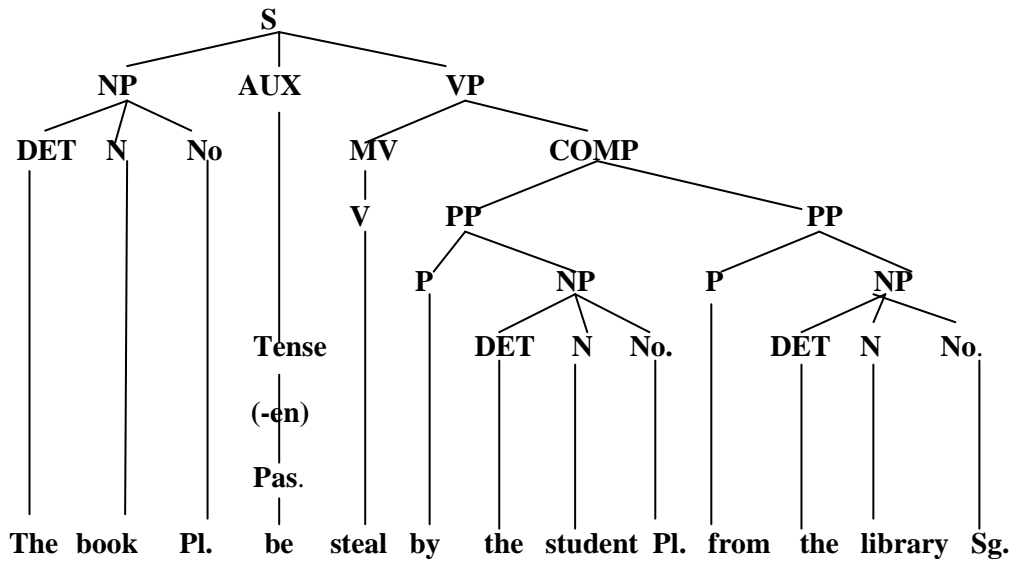 S
NP AUX VP
DET N No MV COMP
V PP PP
P NP P NP
Tense DET N No. DET N No.
(-en)
Pas.
The book Pl. be steal by the student Pl. from the library Sg.